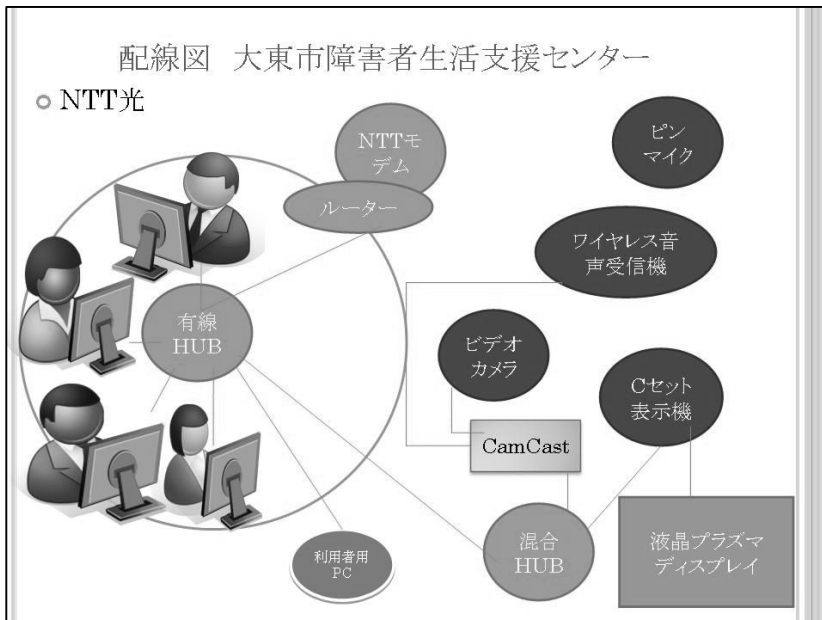 配線図　大東市障害者生活支援センター
NTT光
NTTモ
デム
ルーター
ピン
マイク
ワイヤレス音
声受信機
有線
HUB
ビデオ
カメラ
Cセット
表示機
CamCast
利用者用
PC
混合
HUB
液晶プラズマ
ディスプレイ